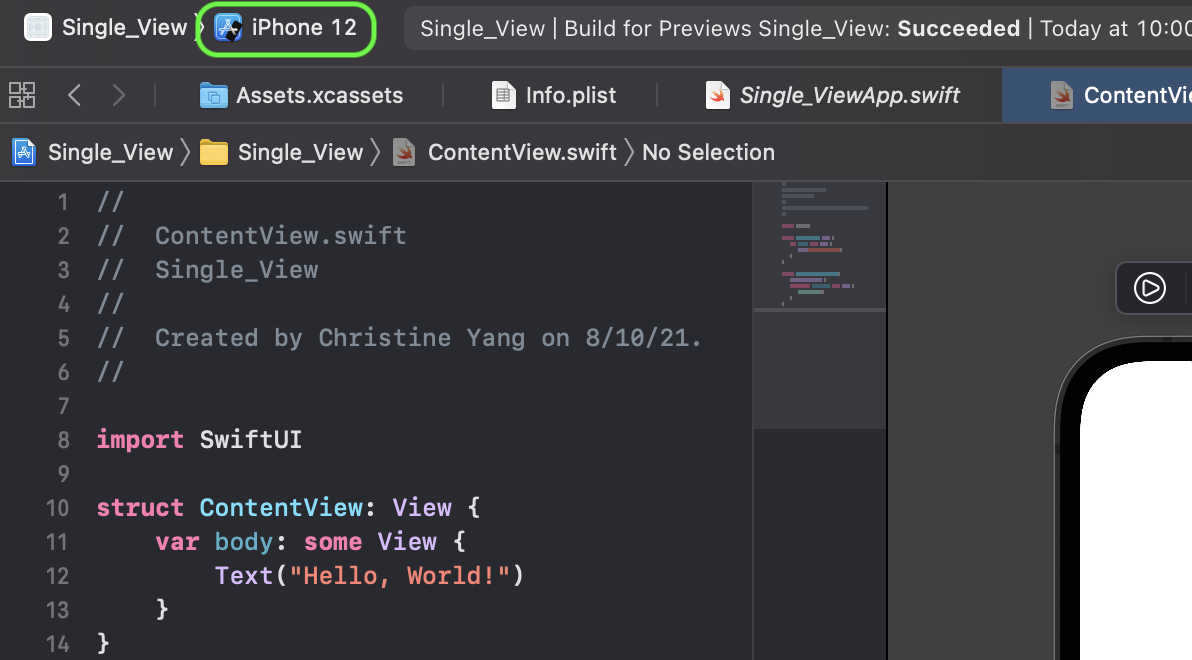 Single_View 〉 iPhone 12
Single_View | Build for Previews Single_View: Succeeded | Today at 10:00
Assets.xcassets
Info.plist
Single_ViewApp.swift
ContentVie
Single_View 〉 Single_View 〉 ContentView.swift 〉 No Selection
1 //
2 //  ContentView.swift
3 //  Single_View
4 //
5 //  Created by Christine Yang on 8/10/21.
6 //
7
8 import SwiftUI
9
10 struct ContentView: View {
11     var body: some View {
12         Text("Hello, World!")
13     }
14 }